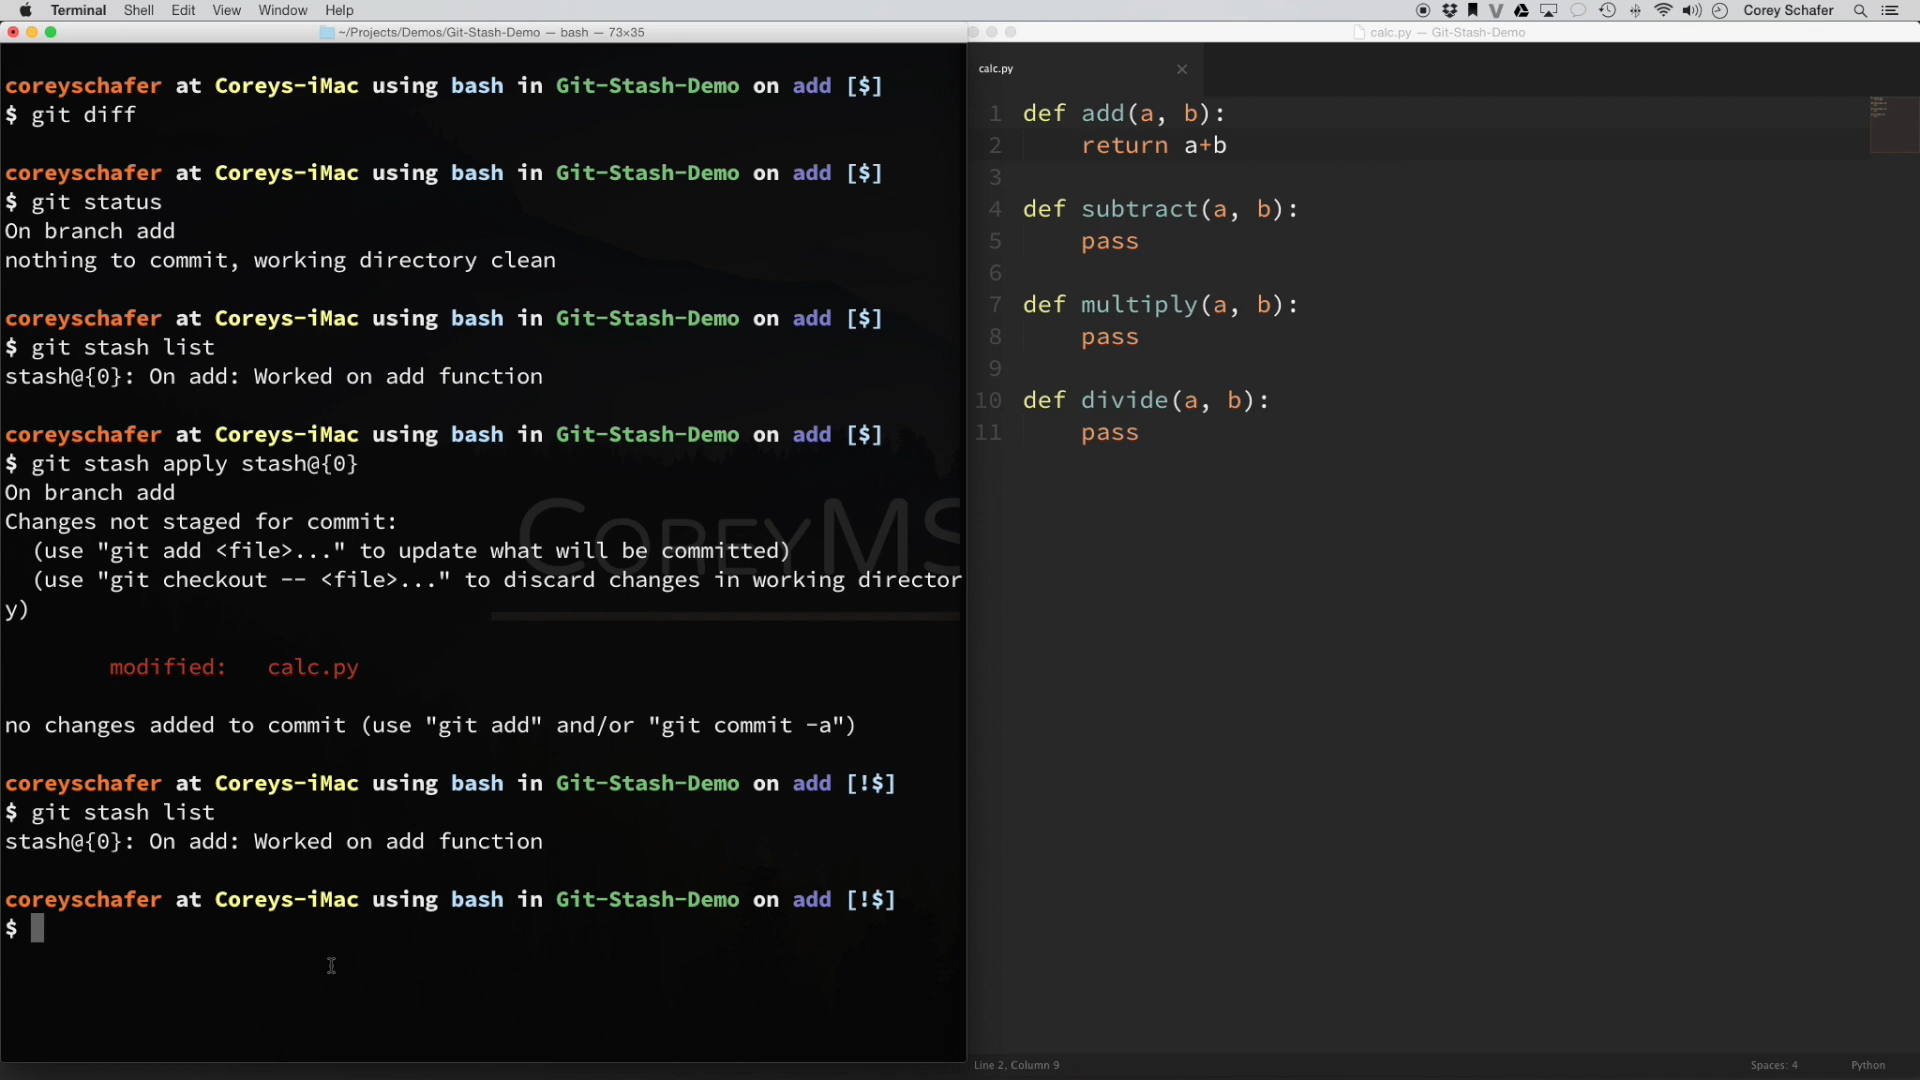 Terminal Shell Edit View Window Help
Corey Schafer
~/Projects/Demos/Git-Stash-Demo — bash — 73×35
coreyschafer at Coreys-iMac using bash in Git-Stash-Demo on add [$]
$ git diff
coreyschafer at Coreys-iMac using bash in Git-Stash-Demo on add [$]
$ git status
On branch add
nothing to commit, working directory clean
coreyschafer at Coreys-iMac using bash in Git-Stash-Demo on add [$]
$ git stash list
stash@{0}: On add: Worked on add function
coreyschafer at Coreys-iMac using bash in Git-Stash-Demo on add [$]
$ git stash apply stash@{0}
On branch add
Changes not staged for commit:
  (use "git add <file>..." to update what will be committed)
  (use "git checkout -- <file>..." to discard changes in working director
y)
        modified:   calc.py
no changes added to commit (use "git add" and/or "git commit -a")
coreyschafer at Coreys-iMac using bash in Git-Stash-Demo on add [!$]
$ git stash list
stash@{0}: On add: Worked on add function
coreyschafer at Coreys-iMac using bash in Git-Stash-Demo on add [!$]
$
COREYMS
calc.py — Git-Stash-Demo
calc.py
1 def add(a, b):
2     return a+b
3
4 def subtract(a, b):
5     pass
6
7 def multiply(a, b):
8     pass
9
10 def divide(a, b):
11     pass
Line 2, Column 9
Spaces: 4
Python